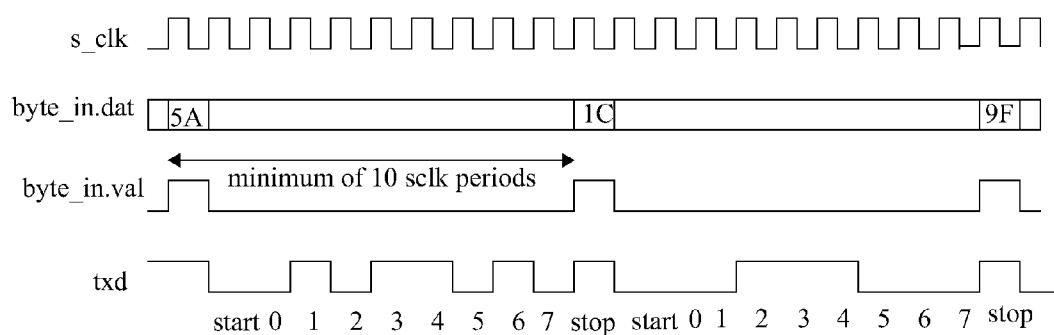 s_clk
byte_in.dat 5A 1C 9F
minimum of 10 sclk periods
byte_in.val
txd
start 0 1 2 3 4 5 6 7 stop start 0 1 2 3 4 5 6 7 stop